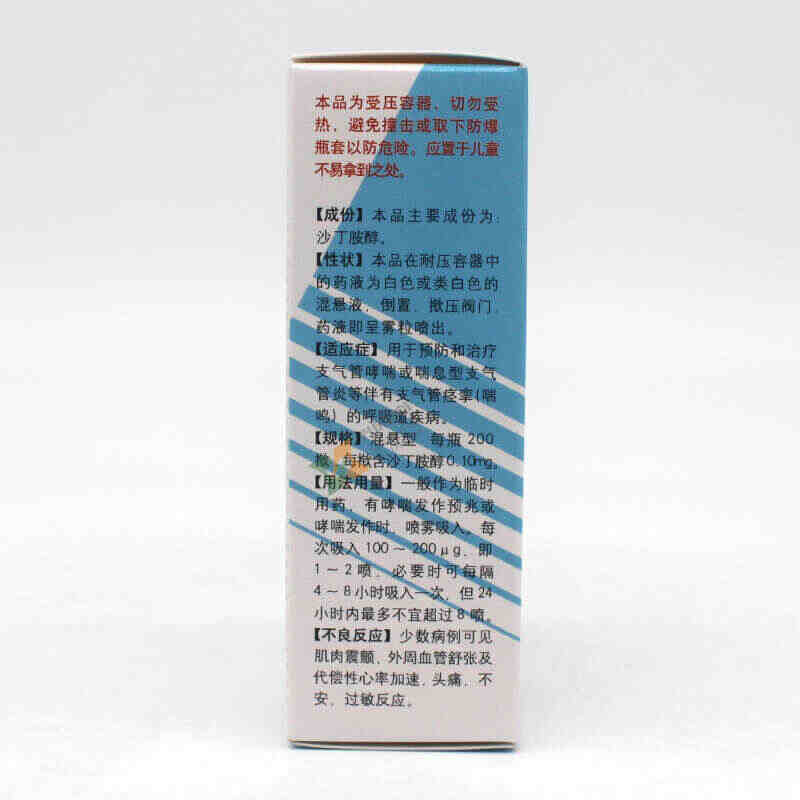 本品为受压容器，切勿受
热，避免撞击或取下防爆
瓶套以防危险。应置于儿童
不易拿到之处。
【成份】本品主要成份为:
沙丁胺醇。
【性状】本品在耐压容器中
的药液为白色或类白色的
混悬液，倒置，揿压阀门，
药液即呈雾粒喷出。
【适应症】用于预防和治疗
支气管哮喘或喘息型支气
管炎等伴有支气管痉挛(喘
鸣)的呼吸道疾病。
【规格】混悬型 每瓶200
揿，每揿含沙丁胺醇0.10mg。
【用法用量】一般作为临时
用药，有哮喘发作预兆或
哮喘发作时，喷雾吸入。每
次吸入100～200μg，即
1～2喷，必要时可每隔
4～8小时吸入一次，但24
小时内最多不宜超过8喷。
【不良反应】少数病例可见
肌肉震颤，外周血管舒张及
代偿性心率加速，头痛，不
安，过敏反应。